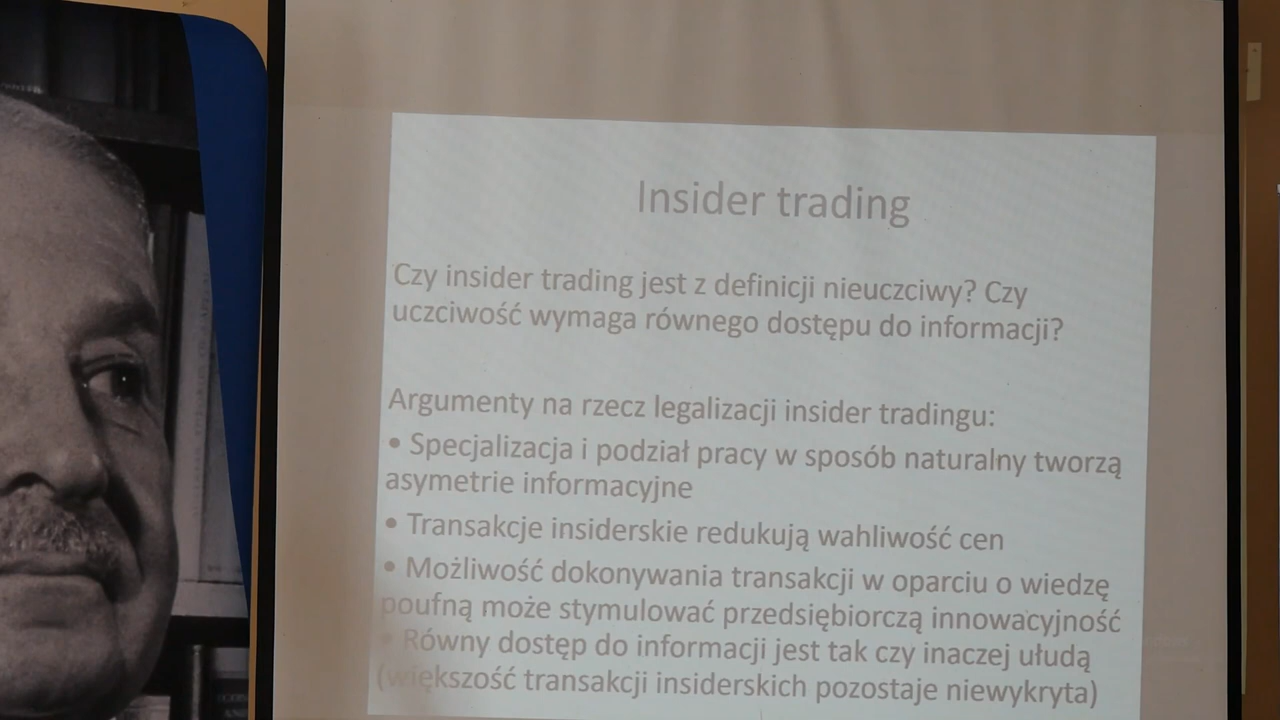 Insider trading
Czy insider trading jest z definicji nieuczciwy? Czy
uczciwość wymaga równego dostępu do informacji?
Argumenty na rzecz legalizacji insider tradingu:
• Specjalizacja i podział pracy w sposób naturalny tworzą
asymetrie informacyjne
• Transakcje insiderskie redukują wahliwość cen
• Możliwość dokonywania transakcji w oparciu o wiedzę
poufną może stymulować przedsiębiorczą innowacyjność
• Równy dostęp do informacji jest tak czy inaczej ułudą
(większość transakcji insiderskich pozostaje niewykryta)